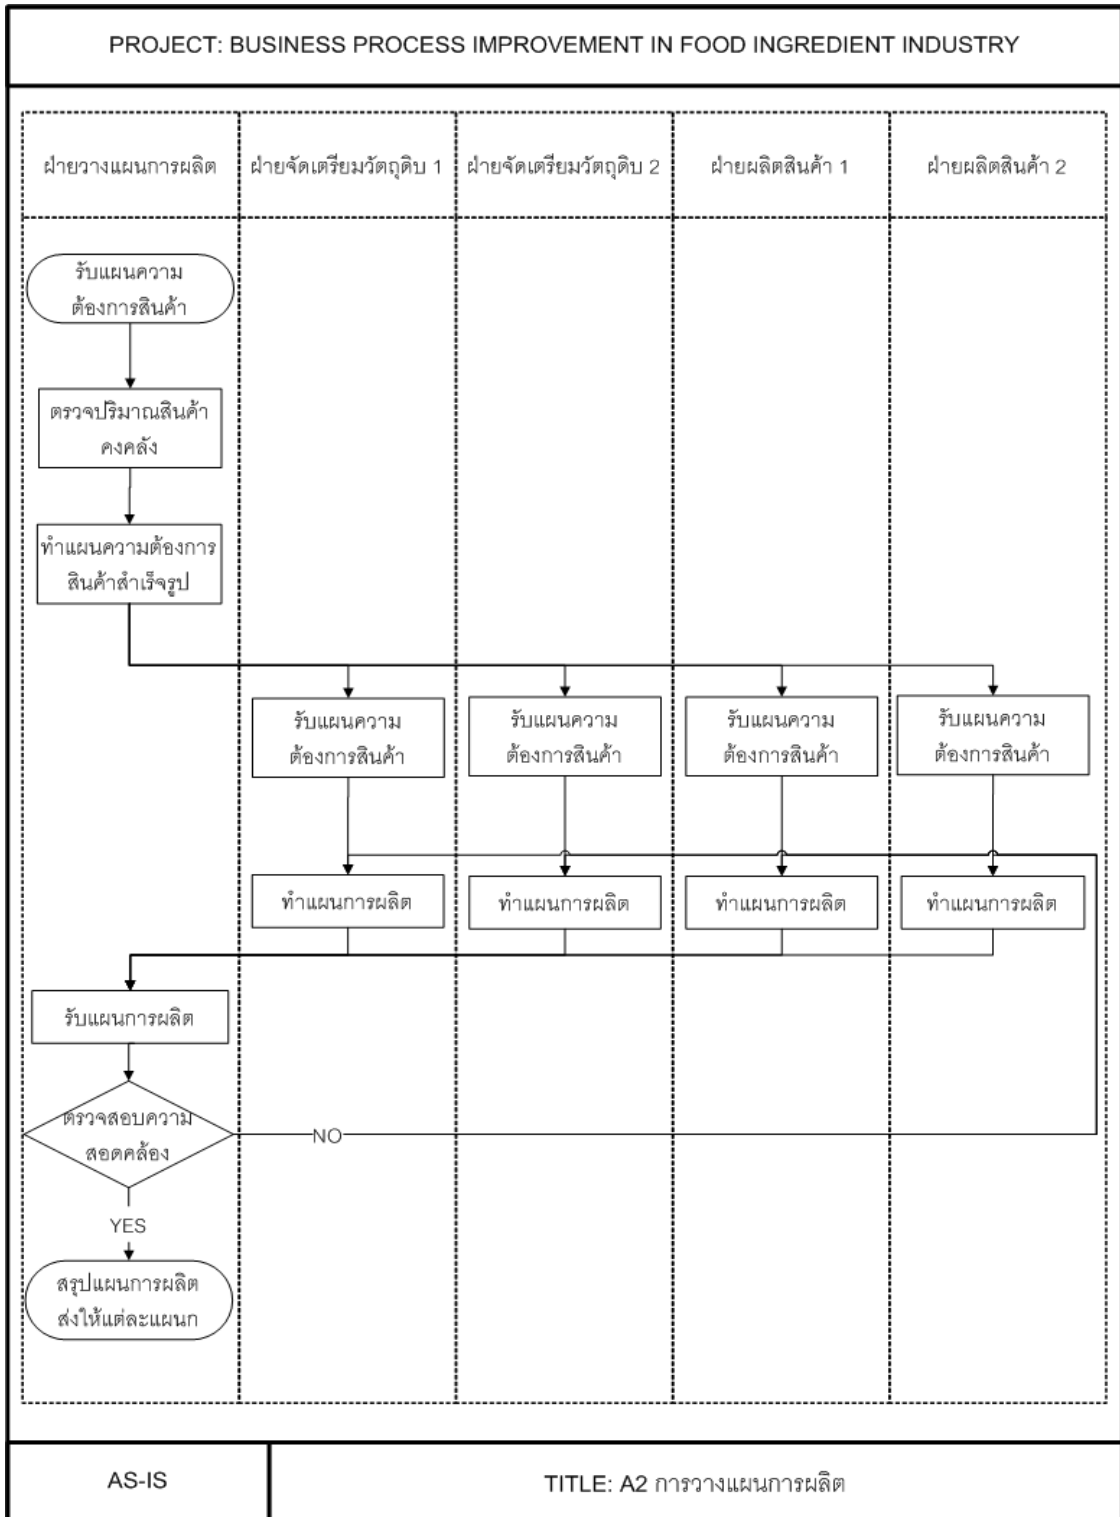 PROJECT: BUSINESS PROCESS IMPROVEMENT IN FOOD INGREDIENT INDUSTRY
ฝ่ายวางแผนการผลิต
ฝ่ายจัดเตรียมวัตถุดิบ 1
ฝ่ายจัดเตรียมวัตถุดิบ 2
ฝ่ายผลิตสินค้า 1
ฝ่ายผลิตสินค้า 2
รับแผนความ
ต้องการสินค้า
ตรวจปริมาณสินค้า
คงคลัง
ทำแผนความต้องการ
สินค้าสำเร็จรูป
รับแผนความ
ต้องการสินค้า
รับแผนความ
ต้องการสินค้า
รับแผนความ
ต้องการสินค้า
รับแผนความ
ต้องการสินค้า
ทำแผนการผลิต
ทำแผนการผลิต
ทำแผนการผลิต
ทำแผนการผลิต
รับแผนการผลิต
ตรวจสอบความ
สอดคล้อง
NO
YES
สรุปแผนการผลิต
ส่งให้แต่ละแผนก
AS-IS
TITLE: A2 การวางแผนการผลิต